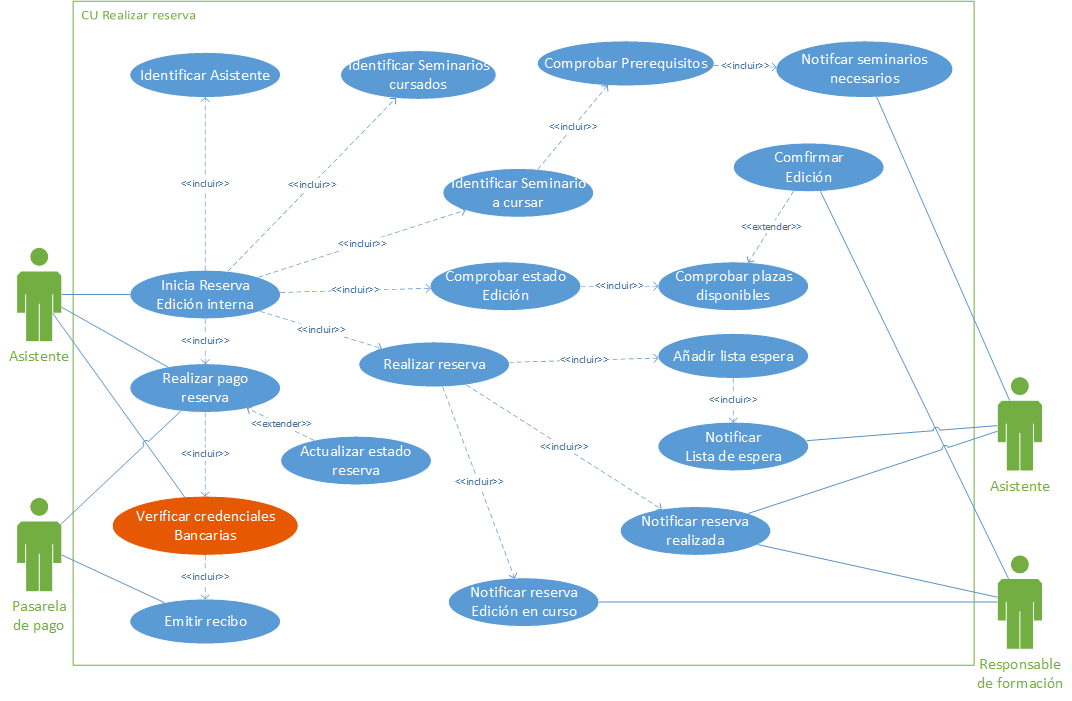 CU Realizar reserva
Identificar Asistente
Identificar Seminarios
cursados
Comprobar Prerequisitos
<<incluir>>
Notifcar seminarios
necesarios
<<incluir>>
<<incluir>>
<<incluir>>
Identificar Seminario
a cursar
Comfirmar
Edición
<<extender>>
<<incluir>>
Inicia Reserva
Edición interna
<<incluir>>
Comprobar estado
Edición
<<incluir>>
Comprobar plazas
disponibles
Asistente
<<incluir>>
<<incluir>>
Realizar reserva
<<incluir>>
Añadir lista espera
Realizar pago
reserva
<<incluir>>
<<extender>>
Actualizar estado
reserva
<<incluir>>
<<incluir>>
Notificar
Lista de espera
<<incluir>>
Asistente
Verificar credenciales
Bancarias
Notificar reserva
realizada
<<incluir>>
Pasarela
de pago
Emitir recibo
Notificar reserva
Edición en curso
Responsable
de formación